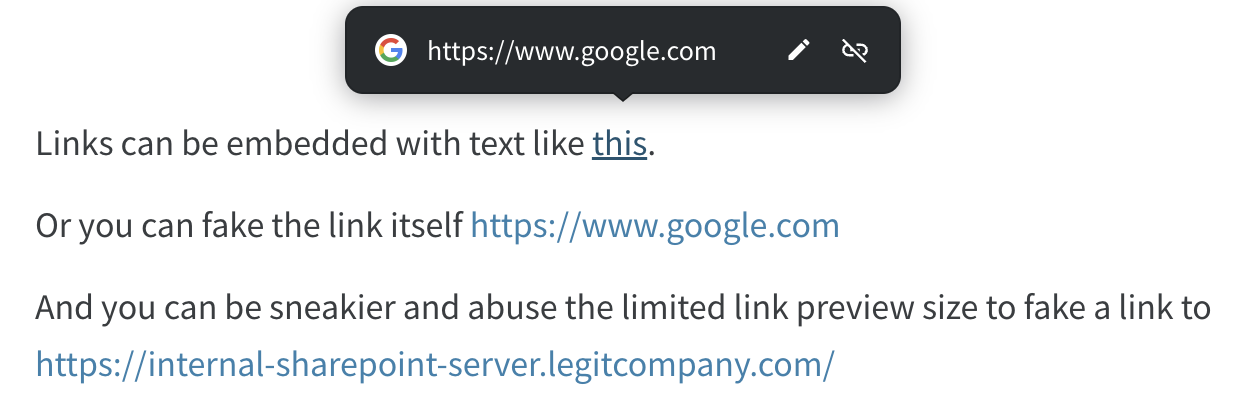 https://www.google.com
Links can be embedded with text like this.
Or you can fake the link itself https://www.google.com
And you can be sneakier and abuse the limited link preview size to fake a link to
https://internal-sharepoint-server.legitcompany.com/